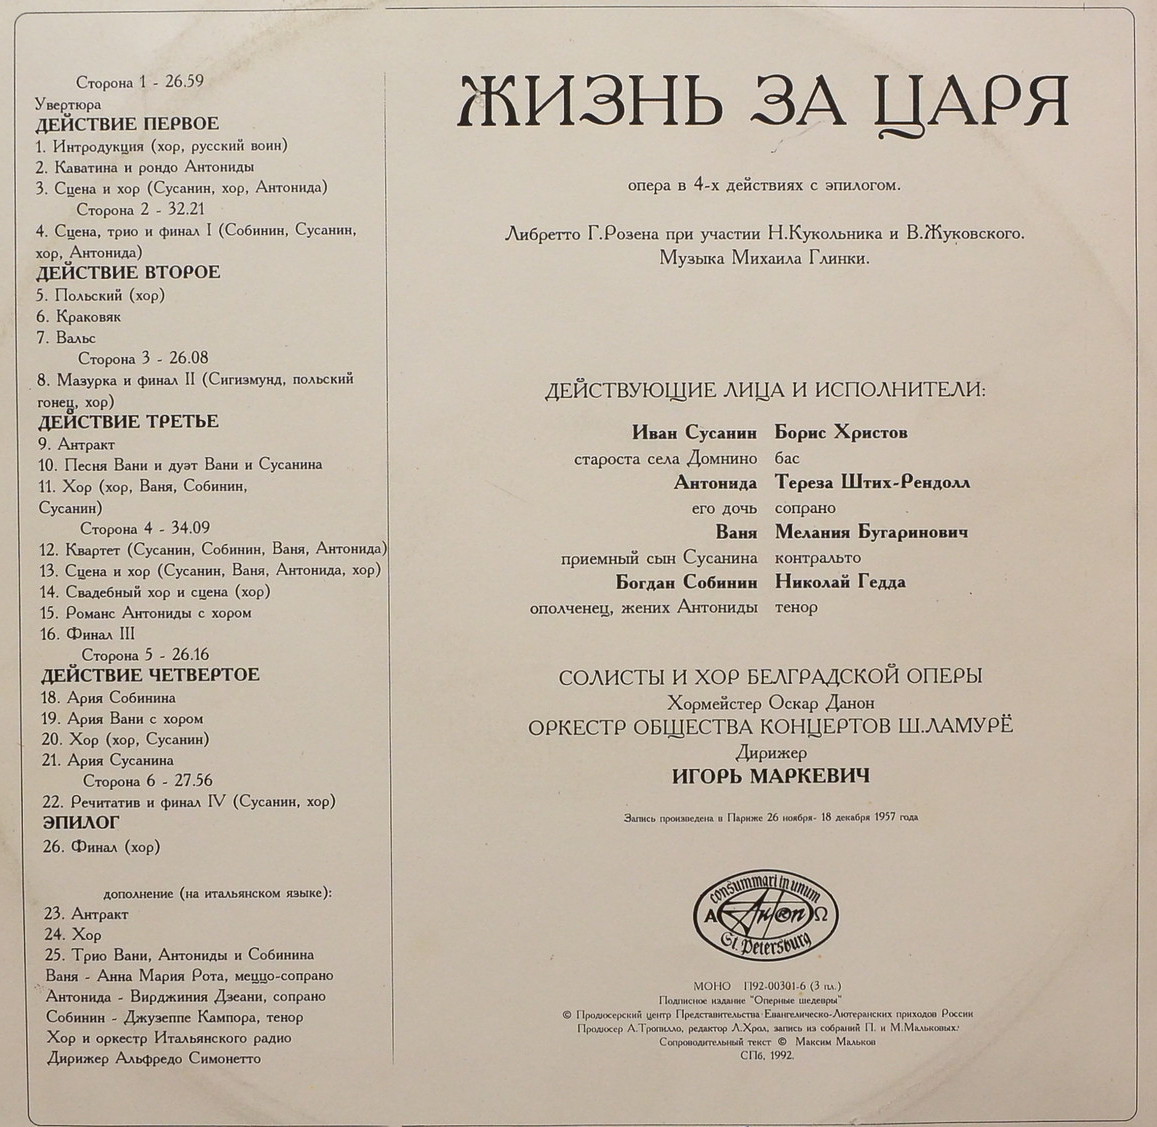 Сторона 1 - 26.59
Увертюра
ДЕЙСТВИЕ ПЕРВОЕ
1. Интродукция (хор, русский воин)
2. Каватина и рондо Антониды
3. Сцена и хор (Сусанин, хор, Антонида)
Сторона 2 - 32.21
4. Сцена, трио и финал I (Собинин, Сусанин,
хор, Антонида)
ДЕЙСТВИЕ ВТОРОЕ
5. Польский (хор)
6. Краковяк
7. Вальс
Сторона 3 - 26.08
8. Мазурка и финал II (Сигизмунд, польский
гонец, хор)
ДЕЙСТВИЕ ТРЕТЬЕ
9. Антракт
10. Песня Вани и дуэт Вани и Сусанина
11. Хор (хор, Ваня, Собинин,
Сусанин)
Сторона 4 - 34.09
12. Квартет (Сусанин, Собинин, Ваня, Антонида)
13. Сцена и хор (Сусанин, Ваня, Антонида, хор)
14. Свадебный хор и сцена (хор)
15. Романс Антониды с хором
16. Финал III
Сторона 5 - 26.16
ДЕЙСТВИЕ ЧЕТВЕРТОЕ
18. Ария Собинина
19. Ария Вани с хором
20. Хор (хор, Сусанин)
21. Ария Сусанина
Сторона 6 - 27.56
22. Речитатив и финал IV (Сусанин, хор)
ЭПИЛОГ
26. Финал (хор)
дополнение (на итальянском языке):
23. Антракт
24. Хор
25. Трио Вани, Антониды и Собинина
Ваня - Анна Мария Рота, меццо-сопрано
Антонида - Вирджиния Дзеани, сопрано
Собинин - Джузеппе Кампора, тенор
Хор и оркестр Итальянского радио
Дирижер Альфредо Симонетто
ЖИЗНЬ ЗА ЦАРЯ
опера в 4-х действиях с эпилогом.
Либретто Г.Розена при участии Н.Кукольника и В.Жуковского.
Музыка Михаила Глинки.
ДЕЙСТВУЮЩИЕ ЛИЦА И ИСПОЛНИТЕЛИ:
Иван Сусанин Борис Христов
староста села Домнино бас
Антонида Тереза Штих-Рендолл
его дочь сопрано
Ваня Мелания Бугаринович
приемный сын Сусанина контральто
Богдан Собинин Николай Гедда
ополченец, жених Антониды тенор
СОЛИСТЫ И ХОР БЕЛГРАДСКОЙ ОПЕРЫ
Хормейстер Оскар Данон
ОРКЕСТР ОБЩЕСТВА КОНЦЕРТОВ Ш.ЛАМУРЁ
Дирижер
ИГОРЬ МАРКЕВИЧ
Запись произведена в Париже 26 ноября- 18 декабря 1957 года
consummari in unum
А АнТроп Ω
St. Petersburg
МОНО П92-00301-6 (3 пл.)
Подписное издание "Оперные шедевры"
© Продюсерский центр Представительства Евангелическо-Лютеранских приходов России
Продюсер А.Тропилло, редактор Л.Хрол, запись из собраний П. и М.Мальковых.
Сопроводительный текст © Максим Мальков
СПб, 1992.